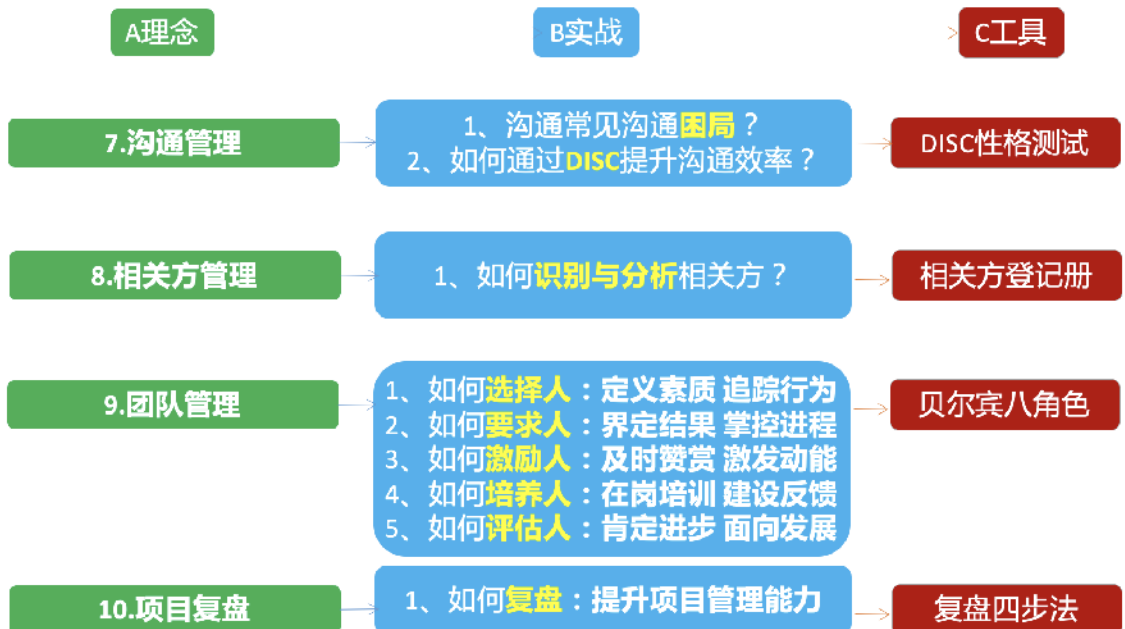 A理念
B实战
C工具
7.沟通管理
1、沟通常见沟通困局？
2、如何通过DISC提升沟通效率？
DISC性格测试
8.相关方管理
1、如何识别与分析相关方？
相关方登记册
9.团队管理
1、如何选择人：定义素质 追踪行为
2、如何要求人：界定结果 掌控进程
3、如何激励人：及时赞赏 激发动能
4、如何培养人：在岗培训 建设反馈
5、如何评估人：肯定进步 面向发展
贝尔宾八角色
10.项目复盘
1、如何复盘：提升项目管理能力
复盘四步法